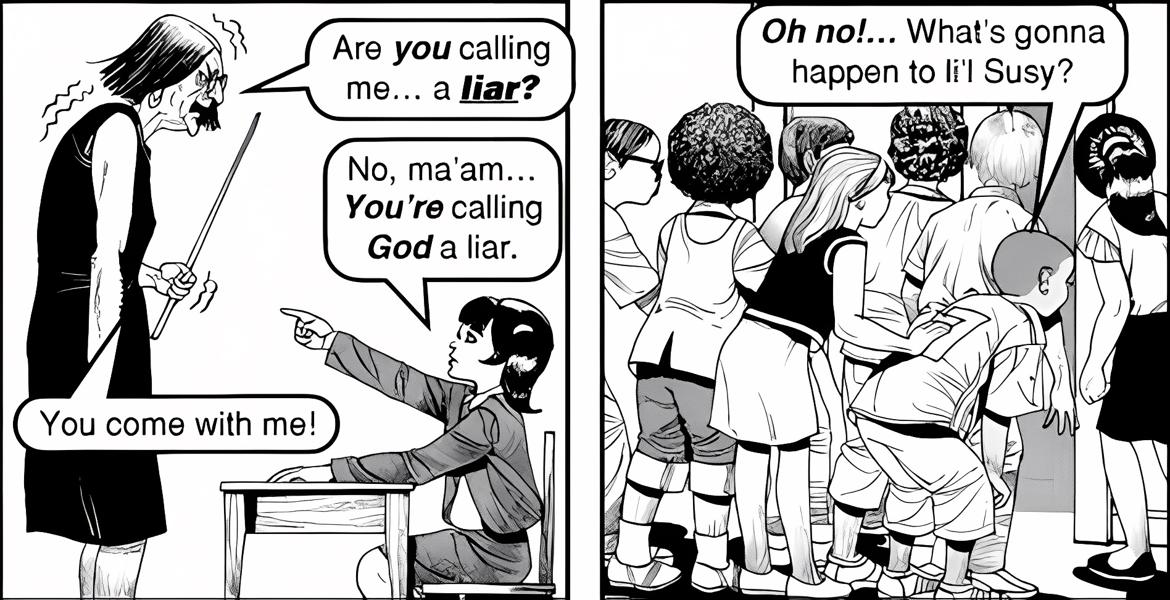 Are you calling
me... a liar?
No, ma'am...
You're calling
God a liar.
You come with me!
Oh no!... What's gonna
happen to li'l Susy?